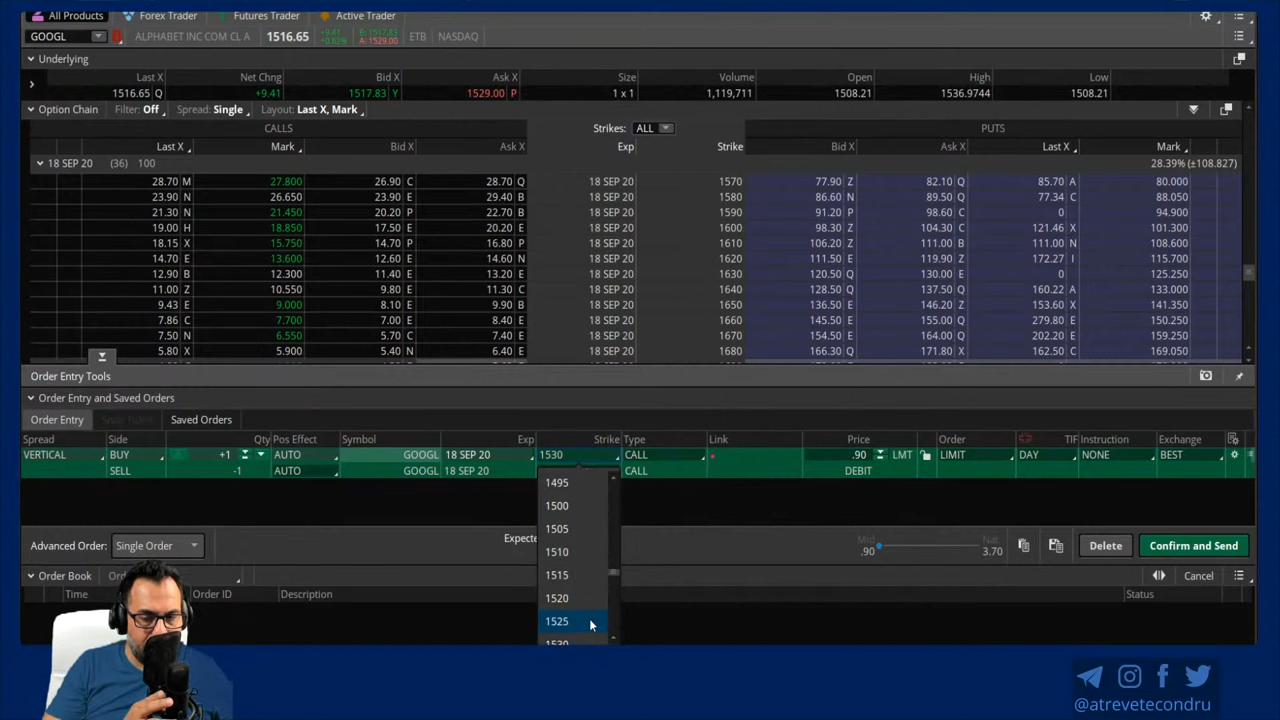 All Products Forex Trader Futures Trader Active Trader
GOOGL ALPHABET INC COM CL A 1516.65 +9.41 +0.62% B: 1517.83 A: 1529.00 ETB NASDAQ
Underlying
Last X Net Chng Bid X Ask X Size Volume Open High Low
1516.65 Q +9.41 1517.83 Y 1529.00 P 1 x 1 1,119,711 1508.21 1536.9744 1508.21
Option Chain Filter: Off Spread: Single Layout: Last X, Mark
CALLS Strikes: ALL PUTS
Last X Mark Bid X Ask X Exp Strike Bid X Ask X Last X Mark
18 SEP 20 (36) 100 28.39% (±108.827)
28.70 M 27.800 26.90 C 28.70 Q 18 SEP 20 1570 77.90 Z 82.10 Q 85.70 A 80.000
23.90 N 26.650 23.90 E 29.40 B 18 SEP 20 1580 86.60 N 89.50 Q 77.34 C 88.050
21.30 N 21.450 20.20 P 22.70 B 18 SEP 20 1590 91.20 P 98.60 C 0 94.900
19.00 H 18.850 17.50 E 20.20 E 18 SEP 20 1600 98.30 Z 104.30 C 121.46 X 101.300
18.15 X 15.750 14.70 P 16.80 P 18 SEP 20 1610 106.20 Z 111.00 B 111.00 N 108.600
14.70 E 13.600 12.60 E 14.60 N 18 SEP 20 1620 111.50 E 119.90 Z 172.27 I 115.700
12.90 B 12.300 11.40 E 13.20 E 18 SEP 20 1630 120.50 Q 130.00 E 0 125.250
11.00 Z 10.550 9.80 E 11.30 C 18 SEP 20 1640 128.50 Q 137.50 Q 160.22 A 133.000
9.43 E 9.000 8.10 E 9.90 B 18 SEP 20 1650 136.50 Q 146.20 Z 153.60 X 141.350
7.86 C 7.700 7.00 E 8.40 E 18 SEP 20 1660 145.50 E 155.00 Q 279.80 E 150.250
7.50 N 6.550 5.70 C 7.40 E 18 SEP 20 1670 154.50 E 164.00 Q 202.20 E 159.250
5.80 X 5.900 5.40 N 6.40 E 18 SEP 20 1680 166.30 Q 171.80 X 162.50 C 169.050
Order Entry Tools
Order Entry and Saved Orders
Order Entry Saved Orders
Spread Side Qty Pos Effect Symbol Exp Strike Type Link Price Order TIF Instruction Exchange
VERTICAL BUY +1 AUTO GOOGL 18 SEP 20 1530 CALL .90 LMT LIMIT DAY NONE BEST
SELL -1 AUTO GOOGL 18 SEP 20 CALL DEBIT
1495
1500
1505
1510
1515
1520
1525
1530
Advanced Order: Single Order Mid .90 Nat 3.70 Delete Confirm and Send
Order Book Cancel
Time Order ID Description Status
@atrevetecondru